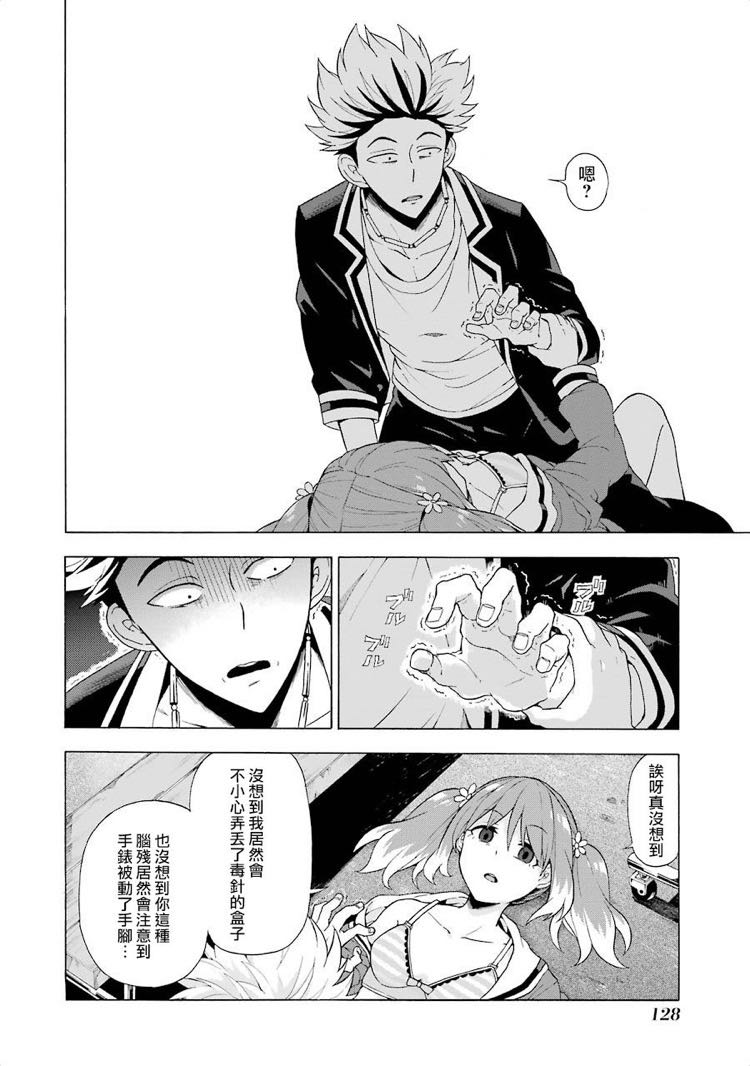 嗯?
ブル
ブル
ブル
ブル
誒呀真沒想到
沒想到我居然會
不小心弄丟了毒針的盒子
也沒想到你這種
腦殘居然會注意到
手錶被動了手腳…
128